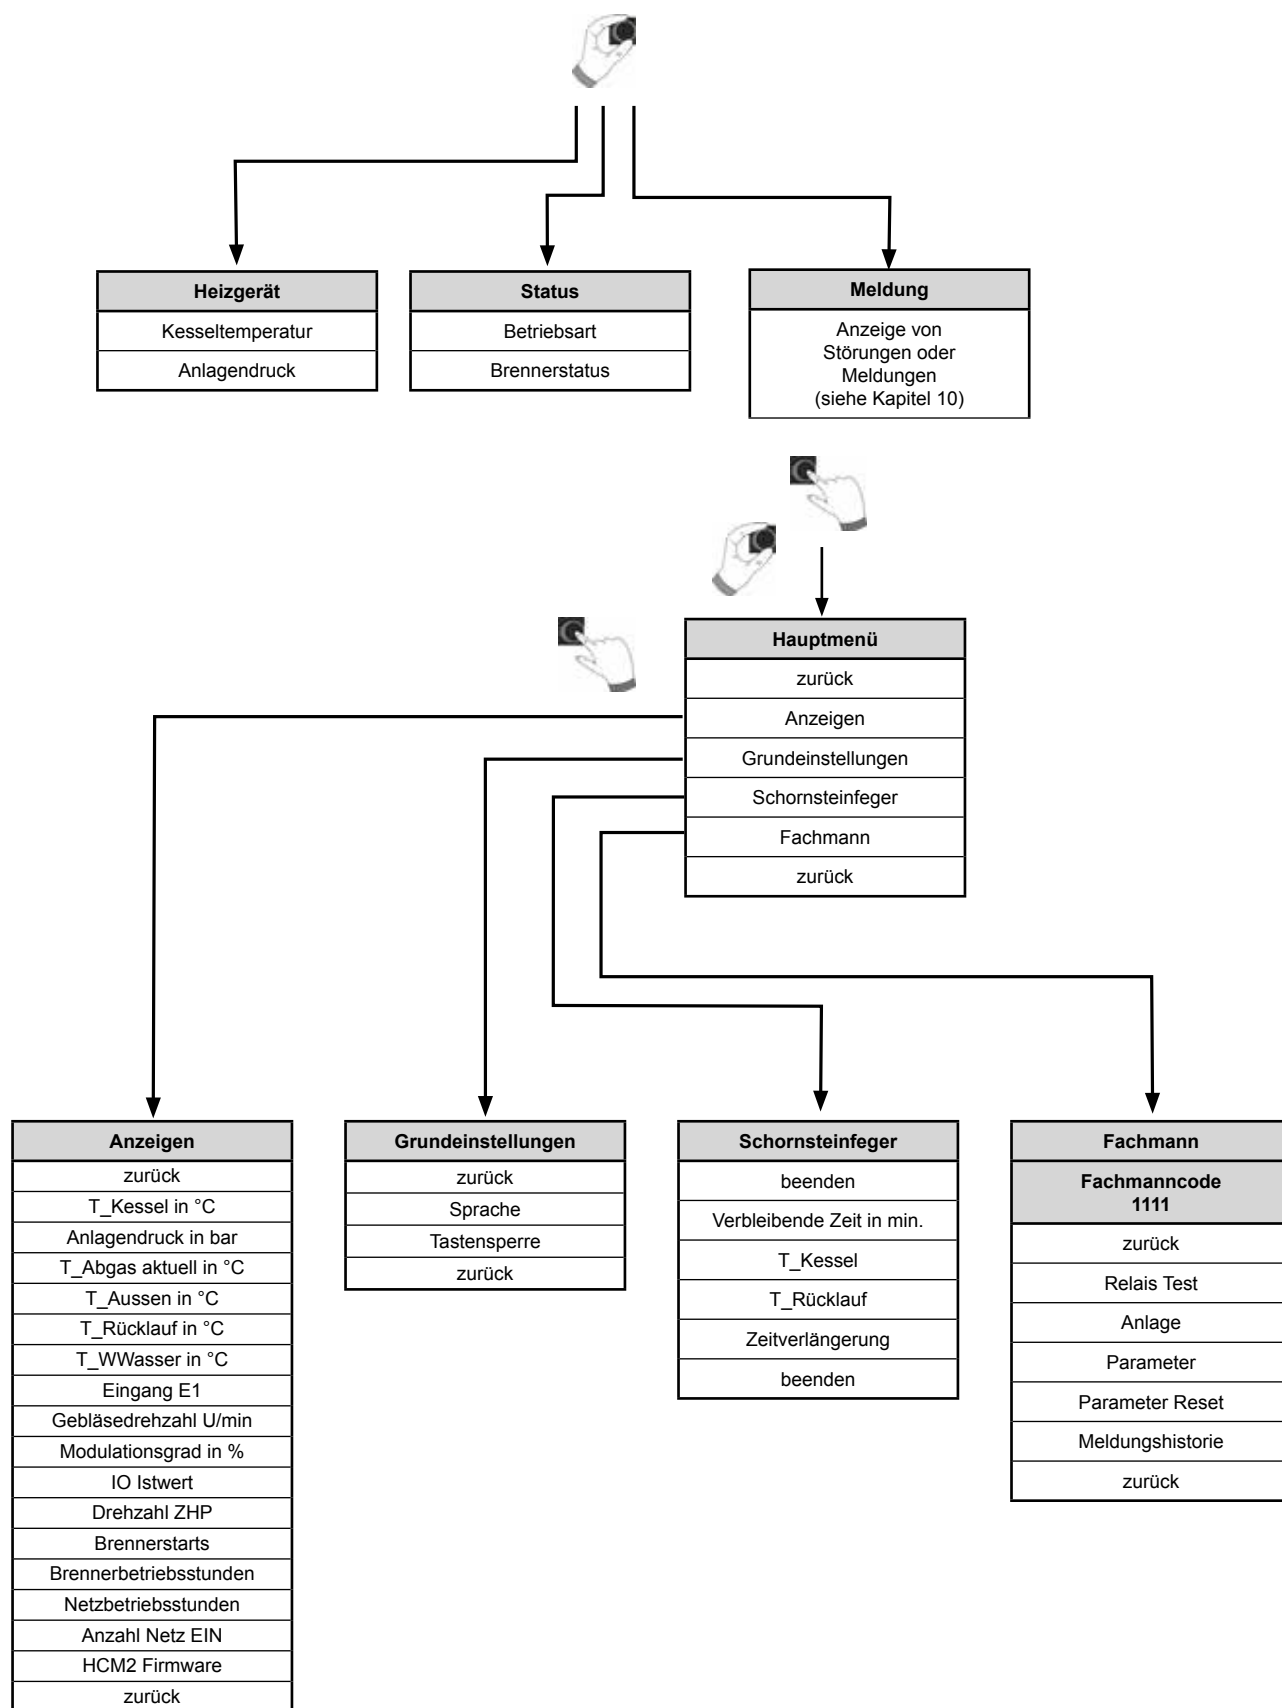 Heizgerät
Kesseltemperatur
Anlagendruck
Status
Betriebsart
Brennerstatus
Meldung
Anzeige von
Störungen oder
Meldungen
(siehe Kapitel 10)
Hauptmenü
zurück
Anzeigen
Grundeinstellungen
Schornsteinfeger
Fachmann
zurück
Anzeigen
zurück
T_Kessel in °C
Anlagendruck in bar
T_Abgas aktuell in °C
T_Aussen in °C
T_Rücklauf in °C
T_WWasser in °C
Eingang E1
Gebläsedrehzahl U/min
Modulationsgrad in %
IO Istwert
Drehzahl ZHP
Brennerstarts
Brennerbetriebsstunden
Netzbetriebsstunden
Anzahl Netz EIN
HCM2 Firmware
zurück
Grundeinstellungen
zurück
Sprache
Tastensperre
zurück
Schornsteinfeger
beenden
Verbleibende Zeit in min.
T_Kessel
T_Rücklauf
Zeitverlängerung
beenden
Fachmann
Fachmanncode
1111
zurück
Relais Test
Anlage
Parameter
Parameter Reset
Meldungshistorie
zurück